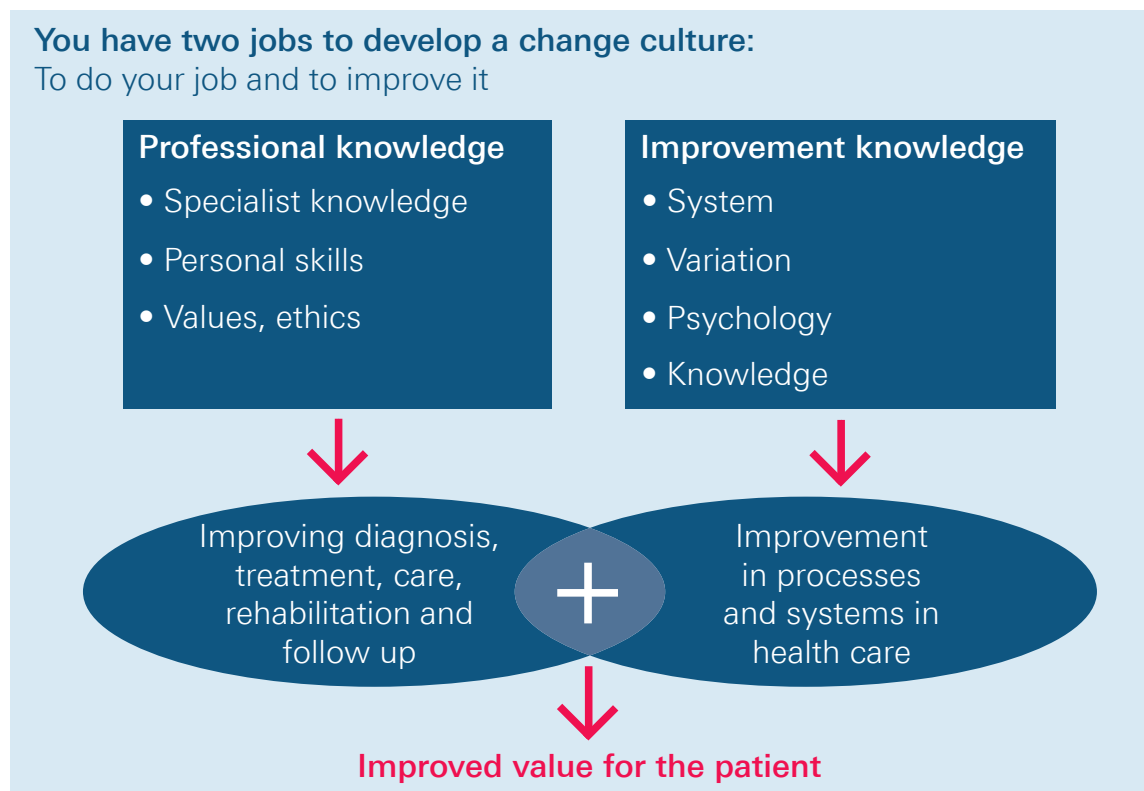 You have two jobs to develop a change culture:
To do your job and to improve it
Professional knowledge
• Specialist knowledge
• Personal skills
• Values, ethics
Improvement knowledge
• System
• Variation
• Psychology
• Knowledge
Improving diagnosis,
treatment, care,
rehabilitation and
follow up
+
Improvement
in processes
and systems in
health care
Improved value for the patient